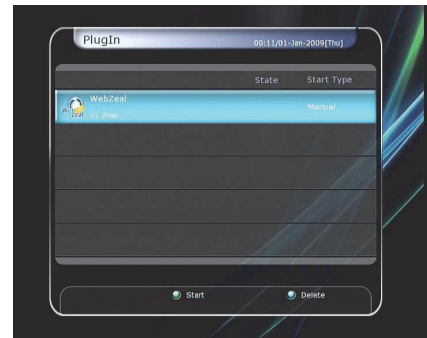 PlugIn
00:11/01-Jan-2009[Thu]
State Start Type
WebZeal
Manual
Start Delete